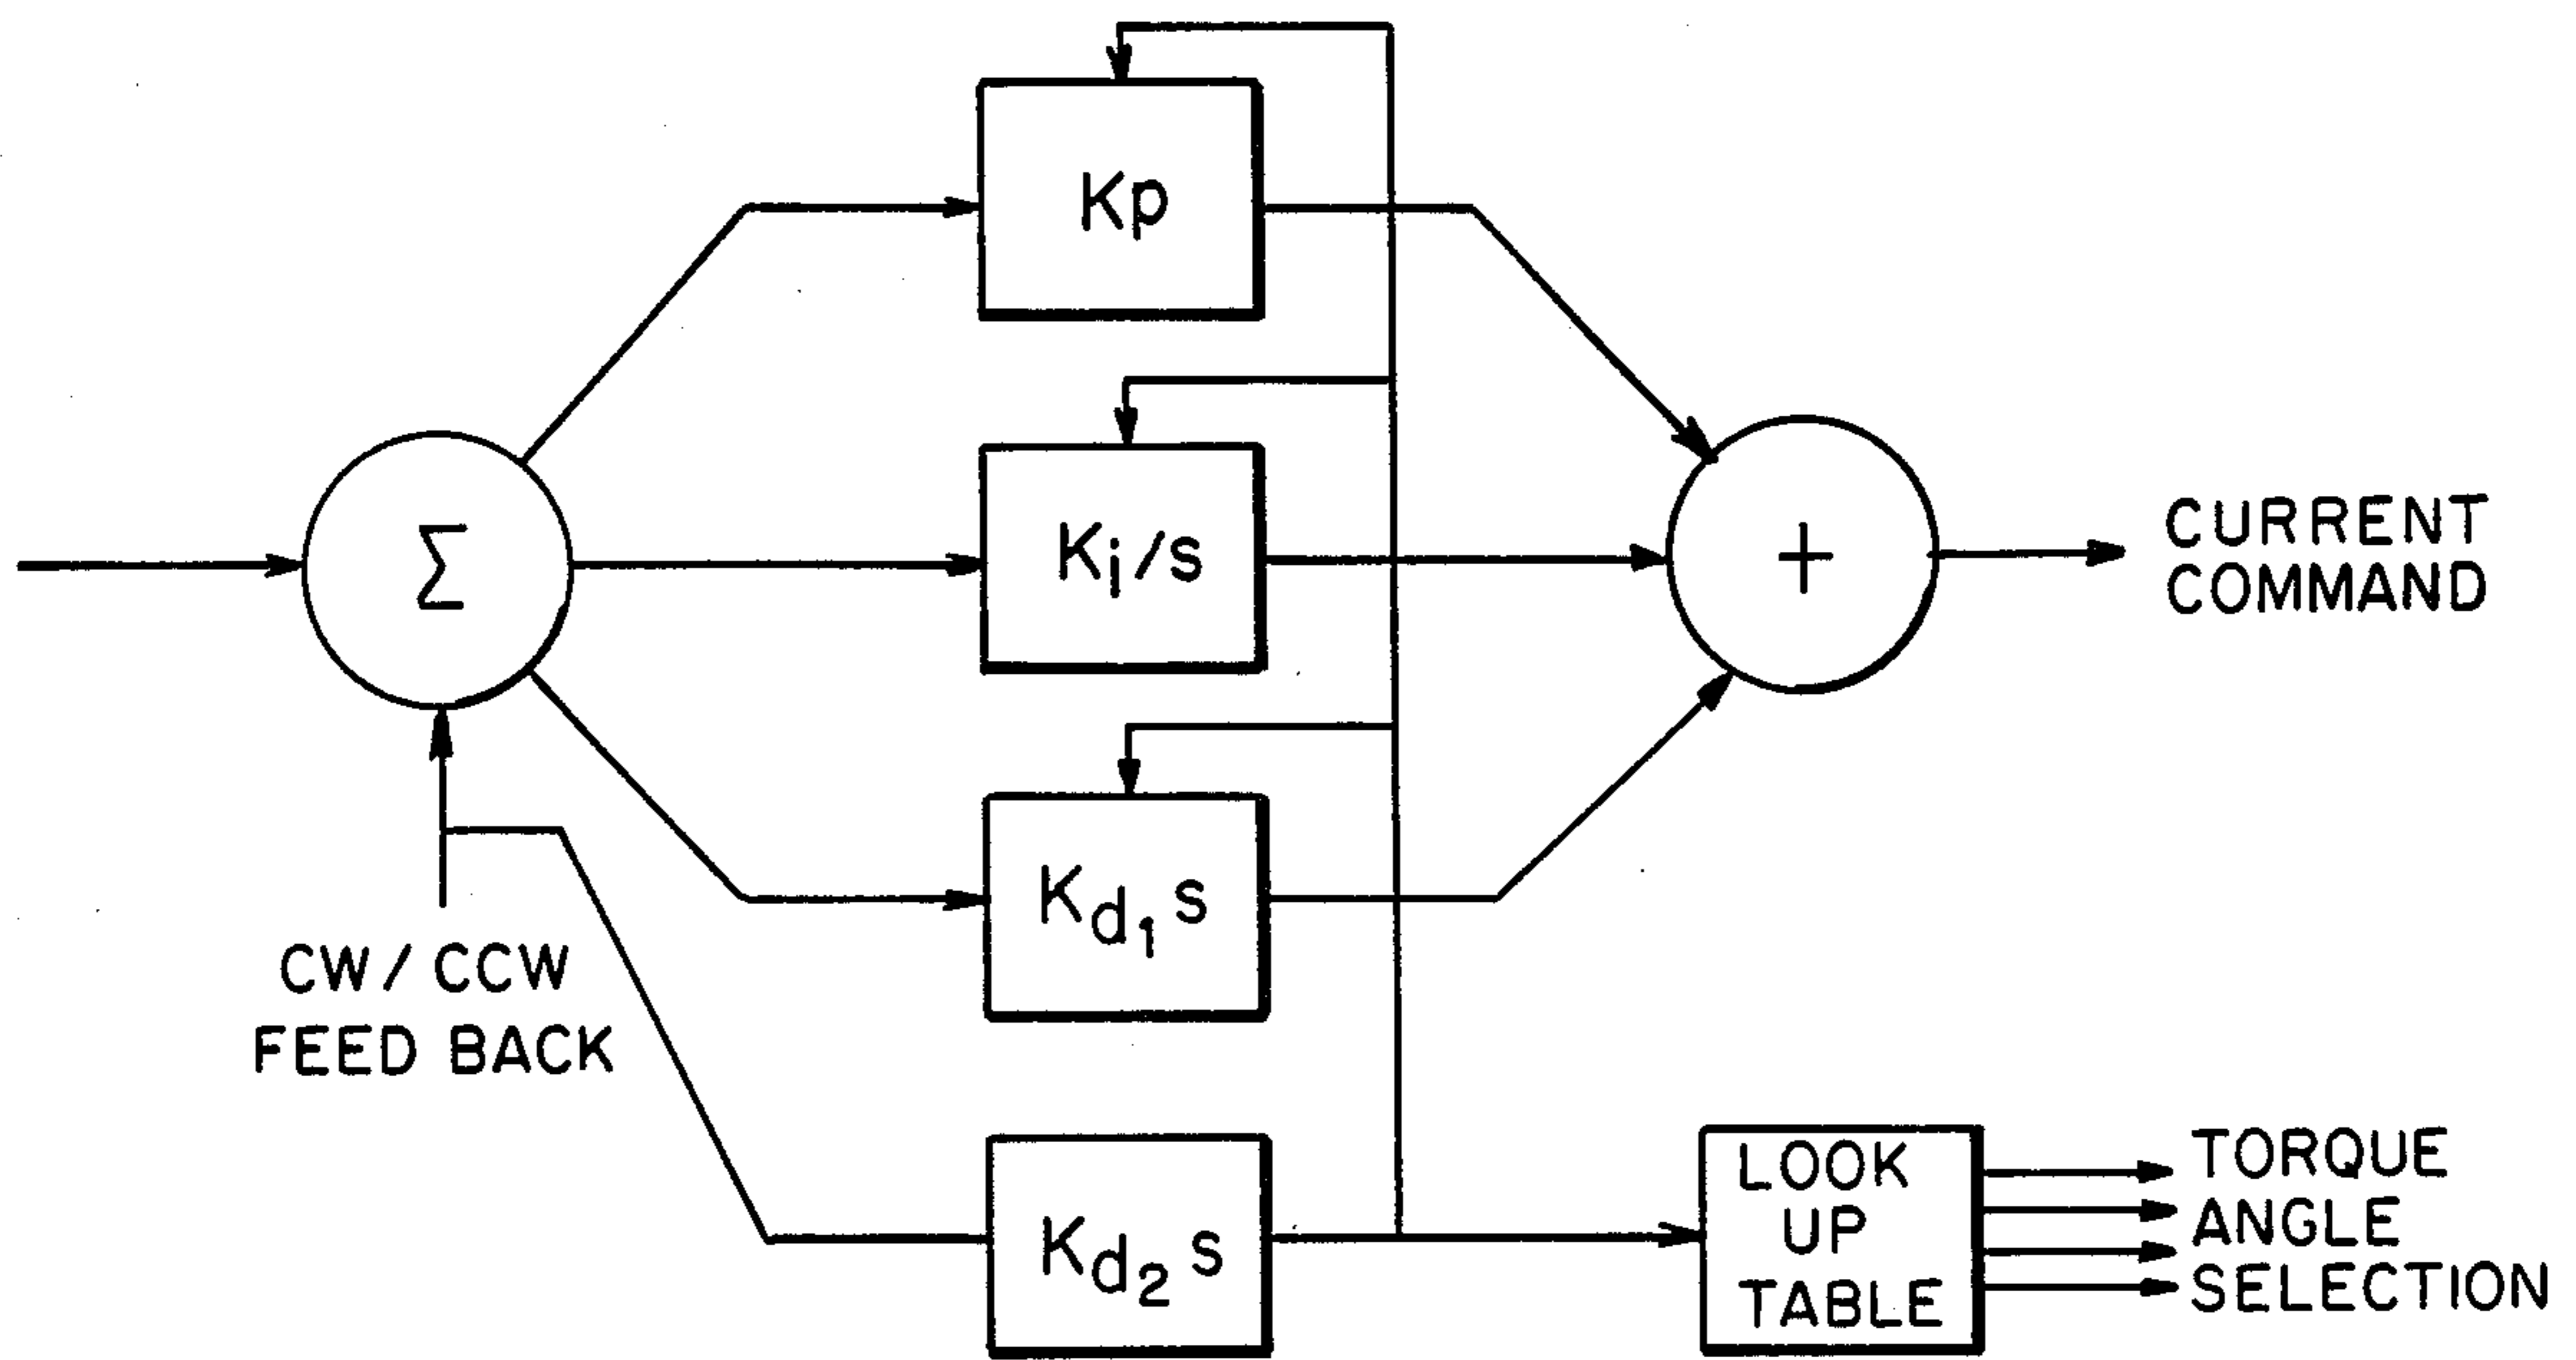 Kp
Σ
Ki/s
+
CURRENT
COMMAND
Kd1 s
CW/ CCW
FEED BACK
Kd2 s
LOOK
UP
TABLE
TORQUE
ANGLE
SELECTION